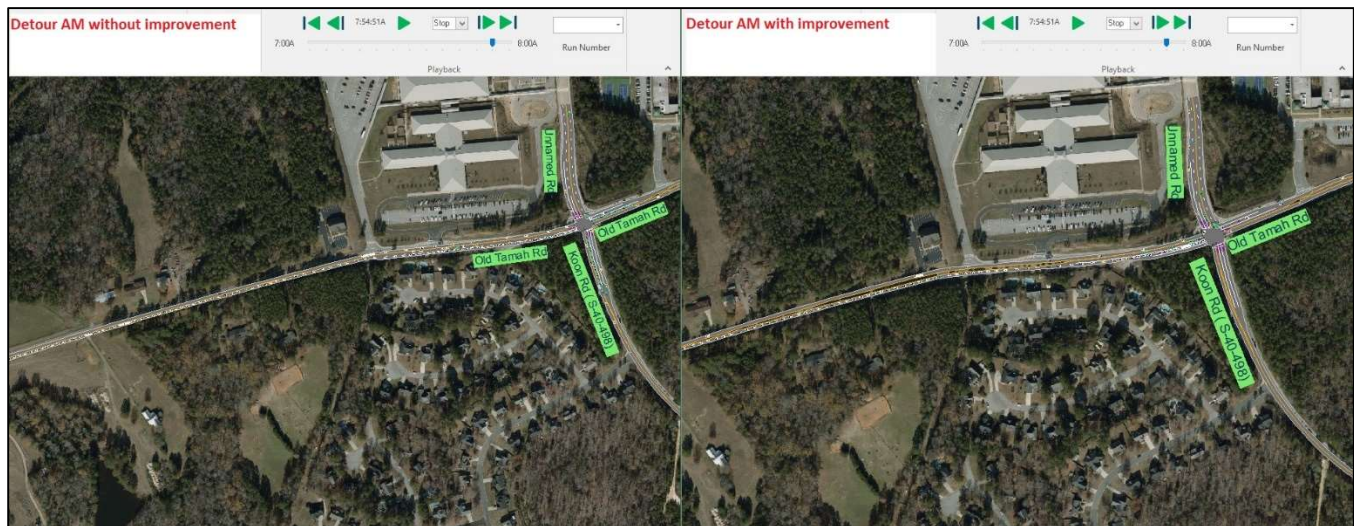 Detour AM without improvement
7:54:51A
Stop
7:00A
8:00A
Run Number
Playback
Unnamed Rd
Old Tamah Rd
Old Tamah Rd
Koon Rd ( S-40-498)
Detour AM with improvement
7:54:51A
Stop
7:00A
8:00A
Run Number
Playback
Unnamed Rd
Old Tamah Rd
Koon Rd ( S-40-498)